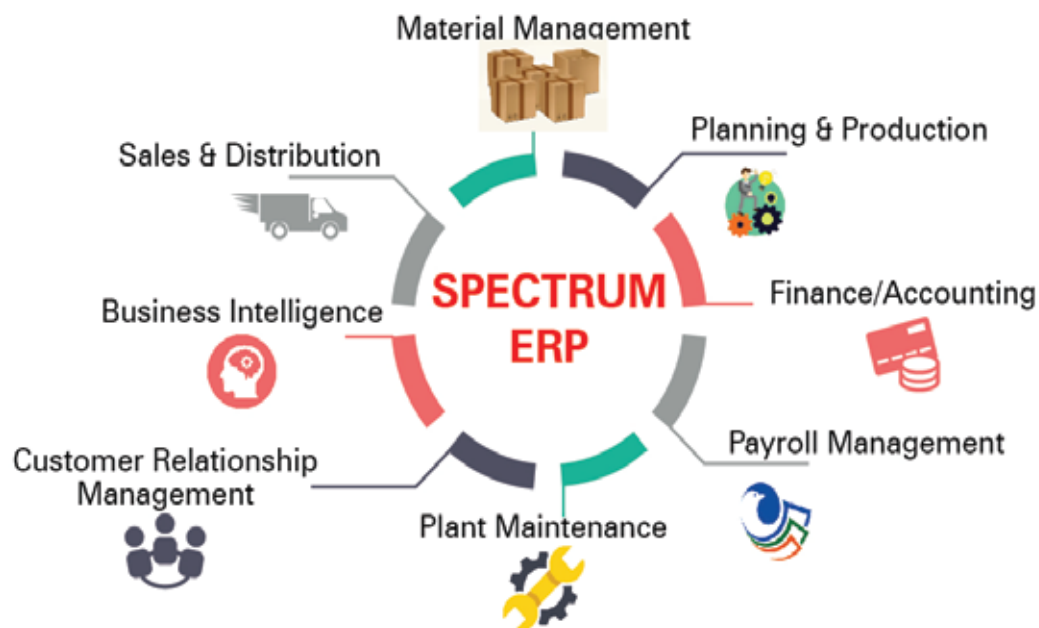 Material Management
Planning & Production
Sales & Distribution
SPECTRUM
ERP
Finance/Accounting
Business Intelligence
Payroll Management
Customer Relationship
Management
Plant Maintenance